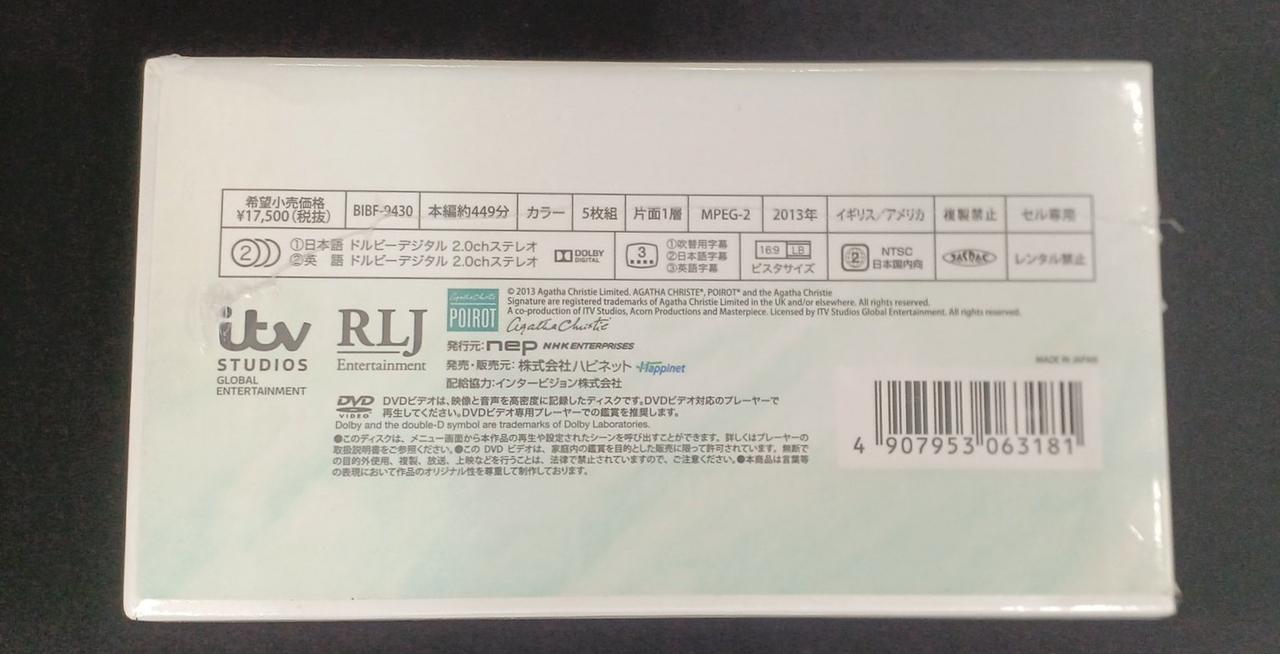 希望小売価格
¥17,500(税抜)
BIBF-9430
本編約449分
カラー
5枚組
片面1層
MPEG-2
2013年
イギリス/アメリカ
複製禁止
セル専用
2
①日本語 ドルビーデジタル 2.0chステレオ
②英 語 ドルビーデジタル 2.0chステレオ
DOLBY
DIGITAL
3
①吹替用字幕
②日本語字幕
③英語字幕
16:9 LB
ビスタサイズ
2
NTSC
日本国内向
JASRAC
レンタル禁止
itv
STUDIOS
GLOBAL
ENTERTAINMENT
RLJ
Entertainment
Agatha Christie
POIROT
© 2013 Agatha Christie Limited. AGATHA CHRISTIE®, POIROT® and the Agatha Christie
Signature are registered trademarks of Agatha Christie Limited in the UK and/or elsewhere. All rights reserved.
A co-production of ITV Studios, Acorn Productions and Masterpiece. Licensed by ITV Studios Global Entertainment. All rights reserved.
Agatha Christie
発行元:nep NHK ENTERPRISES
発売・販売元:株式会社ハピネット Happinet
配給協力:インタービジョン株式会社
MADE IN JAPAN
DVD
VIDEO
DVDビデオは、映像と音声を高密度に記録したディスクです。DVDビデオ対応のプレーヤーで
再生してください。DVDビデオ専用プレーヤーでの鑑賞を推奨します。
Dolby and the double-D symbol are trademarks of Dolby Laboratories.
●このディスクは、メニュー画面から本作品の再生や設定されたシーンを呼び出すことができます。詳しくはプレーヤーの
取扱説明書をご参照ください。●この DVD ビデオは、家庭内の鑑賞を目的とした販売に限って許可されています。無断で
の目的外使用、複製、放送、上映などを行うことは、法律で禁止されていますので、ご注意ください。●本商品は言葉等
の表現において作品のオリジナル性を尊重して制作しております。
4 907953 063181